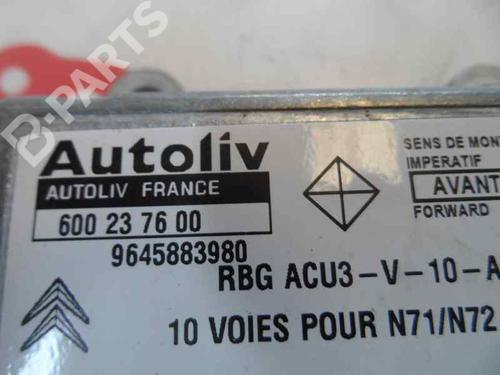 B-PARTS
Autoliv
AUTOLIV FRANCE
600 23 76 00
9645883980
SENS DE MONT
IMPERATIF
AVANT
FORWARD
RBG ACU3-V-10-A
10 VOIES POUR N71/N72